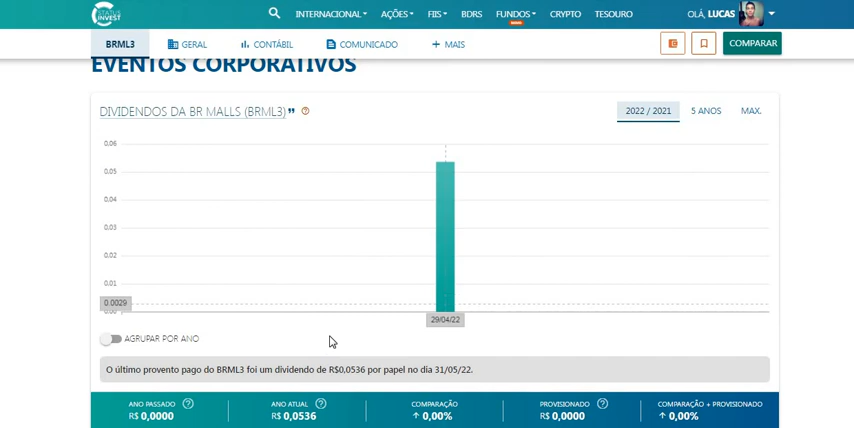 STATUS INVEST
INTERNACIONAL AÇÕES FIIS BDRS FUNDOS CRYPTO TESOURO OLÁ, LUCAS
BRML3 GERAL CONTÁBIL COMUNICADO + MAIS COMPARAR
EVENTOS CORPORATIVOS
DIVIDENDOS DA BR MALLS (BRML3) 2022 / 2021 5 ANOS MAX.
0.06
0.05
0.04
0.03
0.02
0.01
0.0029
0.00
29/04/22
AGRUPAR POR ANO
O último provento pago do BRML3 foi um dividendo de R$0,0536 por papel no dia 31/05/22.
ANO PASSADO ANO ATUAL COMPARAÇÃO PROVISIONADO COMPARAÇÃO + PROVISIONADO
R$ 0,0000 R$ 0,0536 0,00% R$ 0,0000 0,00%